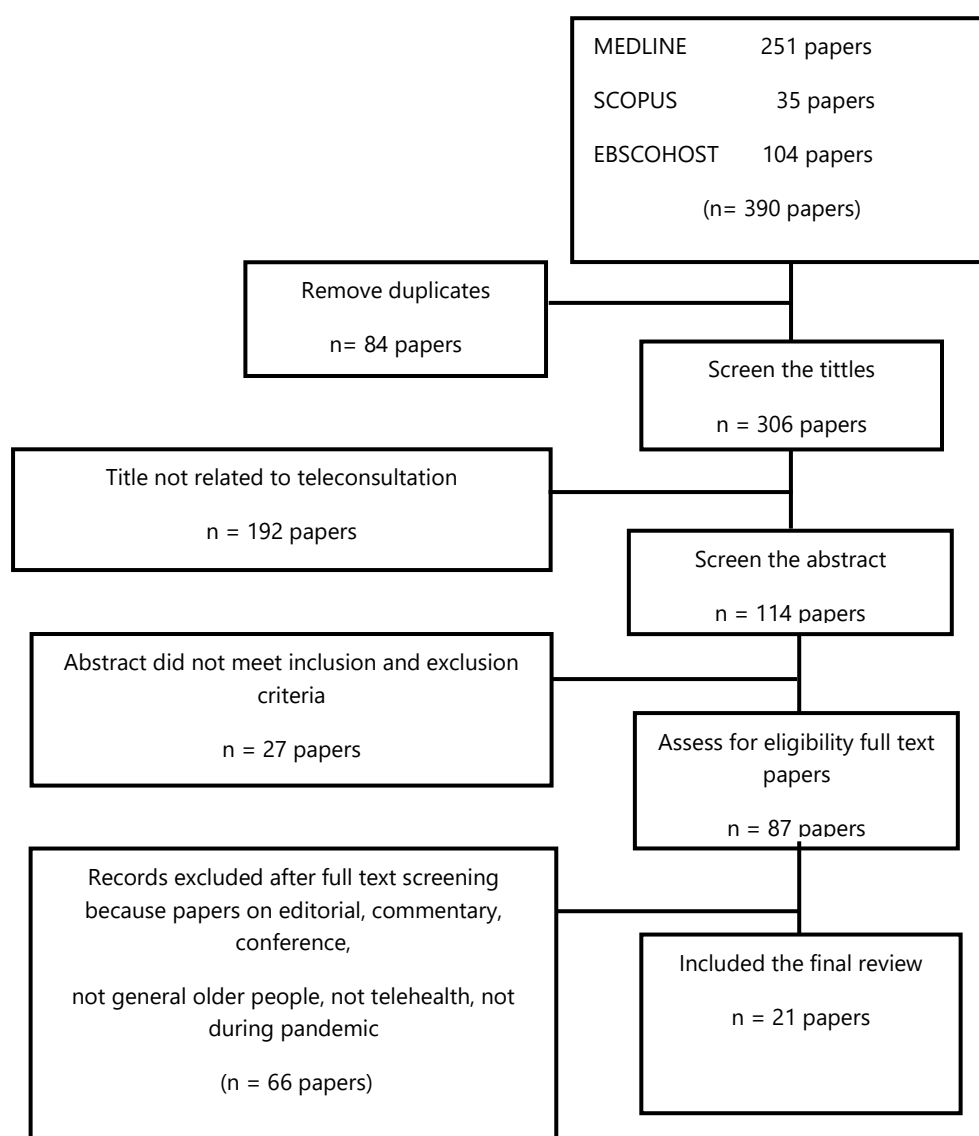 MEDLINE 251 papers
SCOPUS 35 papers
EBSCOHOST 104 papers
(n= 390 papers)
Remove duplicates
n= 84 papers
Screen the tittles
n = 306 papers
Title not related to teleconsultation
n = 192 papers
Screen the abstract
n = 114 papers
Abstract did not meet inclusion and exclusion
criteria
n = 27 papers
Assess for eligibility full text
papers
n = 87 papers
Records excluded after full text screening
because papers on editorial, commentary,
conference,
not general older people, not telehealth, not
during pandemic
(n = 66 papers)
Included the final review
n = 21 papers